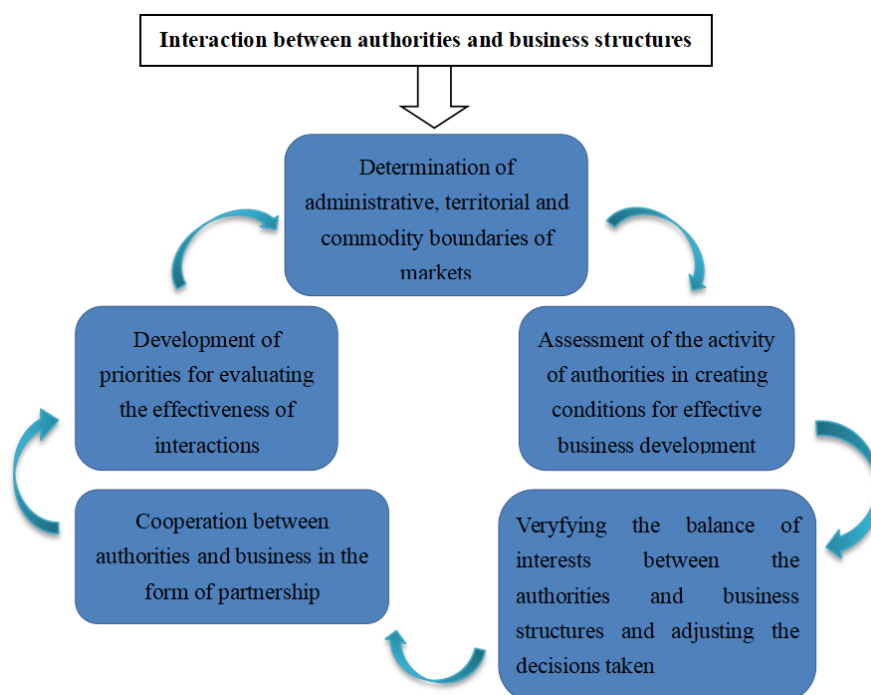 Interaction between authorities and business structures
Determination of
administrative, territorial and
commodity boundaries of
markets
Development of
priorities for evaluating
the effectiveness of
interactions
Assessment of the activity
of authorities in creating
conditions for effective
business development
Cooperation between
authorities and business in the
form of partnership
Veryfying the balance of
interests between the
authorities and business
structures and adjusting the
decisions taken